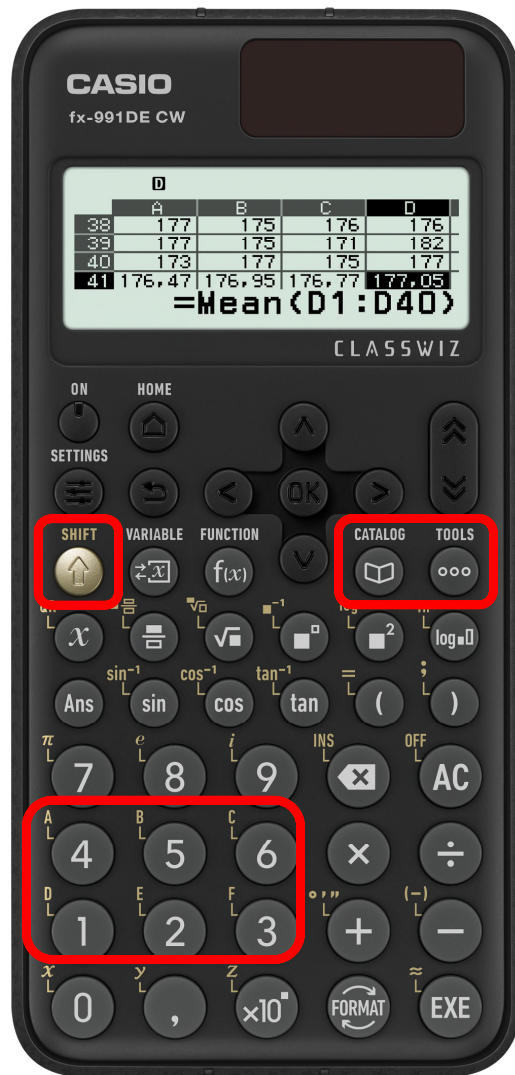 CASIO
fx-991DE CW
D
A B C D
38 177 175 176 176
39 177 175 171 182
40 173 177 175 177
41 176,47 176,95 176,77 177,05
=Mean(D1:D40)
CLASSWIZ
ON HOME
SETTINGS OK
SHIFT VARIABLE FUNCTION CATALOG TOOLS
x f(x)
x √■ ■⁻¹ ■² log■□
sin⁻¹ cos⁻¹ tan⁻¹ = ;
Ans sin cos tan ( )
π e i INS OFF
7 8 9 AC
A B C
4 5 6 × ÷
D E F ° ′ ″ (−)
1 2 3 + −
x y z ≈
0 , ×10■ FORMAT EXE